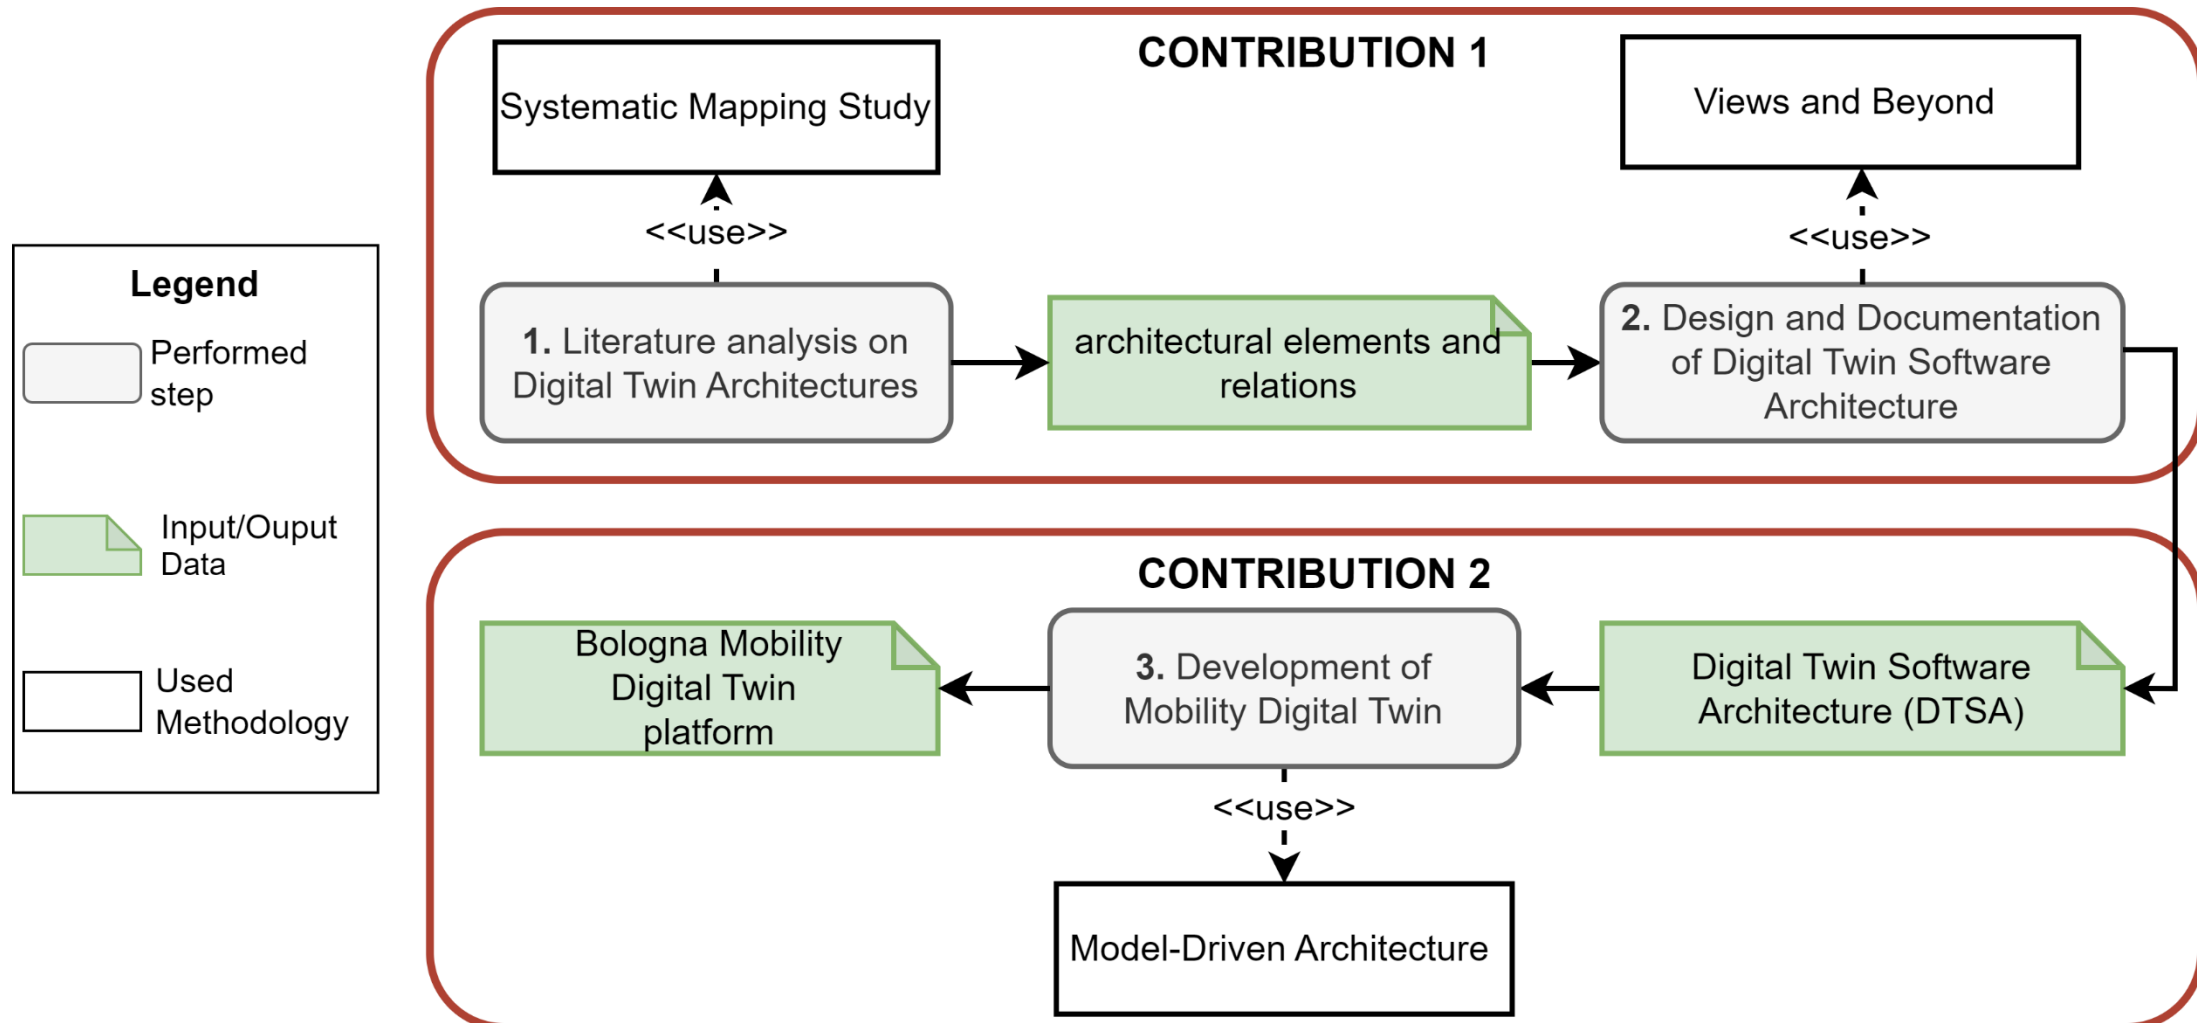 CONTRIBUTION 1
Systematic Mapping Study
Views and Beyond
<<use>>
<<use>>
1. Literature analysis on
Digital Twin Architectures
architectural elements and
relations
2. Design and Documentation
of Digital Twin Software
Architecture
Legend
Performed
step
Input/Ouput
Data
Used
Methodology
CONTRIBUTION 2
Bologna Mobility
Digital Twin
platform
3. Development of
Mobility Digital Twin
Digital Twin Software
Architecture (DTSA)
<<use>>
Model-Driven Architecture